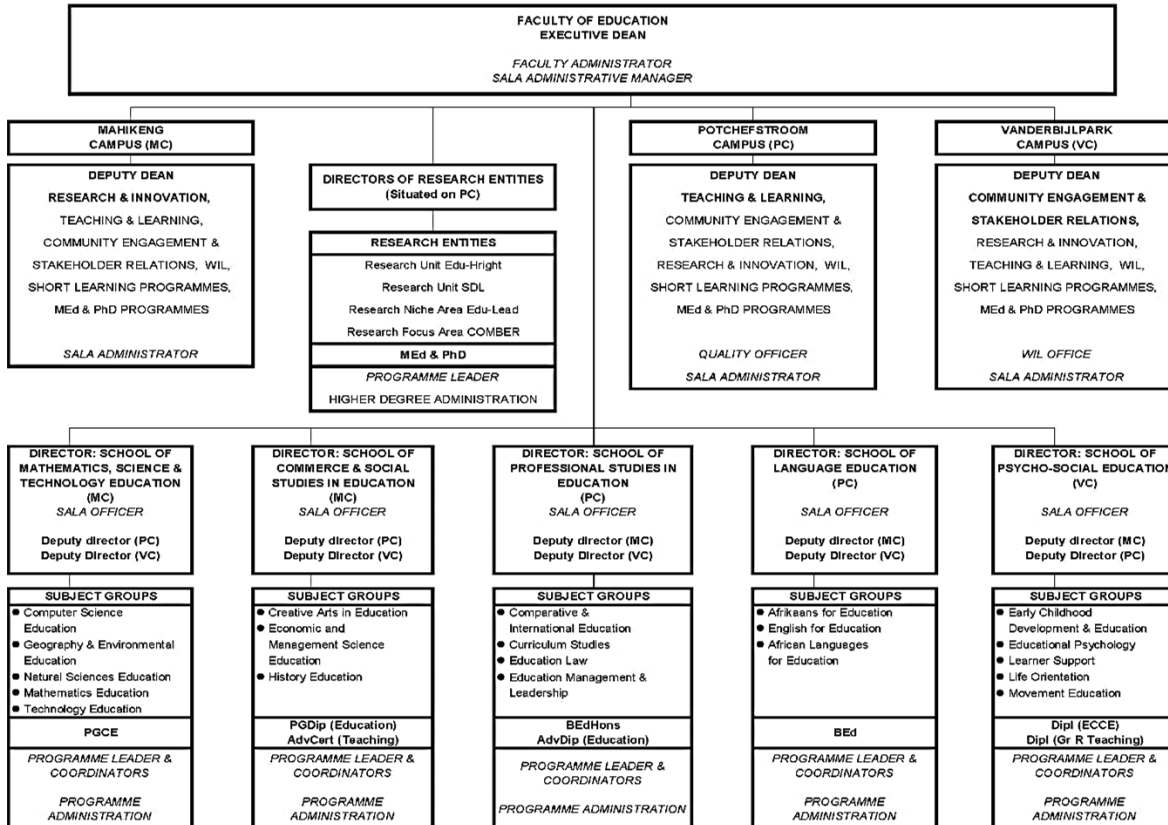 FACULTY OF EDUCATION
EXECUTIVE DEAN
FACULTY ADMINISTRATOR
SALA ADMINISTRATIVE MANAGER
MAHIKENG
CAMPUS (MC)
DEPUTY DEAN
RESEARCH & INNOVATION,
TEACHING & LEARNING,
COMMUNITY ENGAGEMENT &
STAKEHOLDER RELATIONS, WIL,
SHORT LEARNING PROGRAMMES,
MEd & PhD PROGRAMMES
SALA ADMINISTRATOR
DIRECTORS OF RESEARCH ENTITIES
(Situated on PC)
RESEARCH ENTITIES
Research Unit Edu-Hright
Research Unit SDL
Research Niche Area Edu-Lead
Research Focus Area COMBER
MEd & PhD
PROGRAMME LEADER
HIGHER DEGREE ADMINISTRATION
POTCHEFSTROOM
CAMPUS (PC)
DEPUTY DEAN
TEACHING & LEARNING,
COMMUNITY ENGAGEMENT &
STAKEHOLDER RELATIONS,
RESEARCH & INNOVATION, WIL,
SHORT LEARNING PROGRAMMES,
MEd & PhD PROGRAMMES
QUALITY OFFICER
SALA ADMINISTRATOR
VANDERBIJLPARK
CAMPUS (VC)
DEPUTY DEAN
COMMUNITY ENGAGEMENT &
STAKEHOLDER RELATIONS,
RESEARCH & INNOVATION,
TEACHING & LEARNING, WIL,
SHORT LEARNING PROGRAMMES,
MEd & PhD PROGRAMMES
WIL OFFICE
SALA ADMINISTRATOR
DIRECTOR: SCHOOL OF
MATHEMATICS, SCIENCE &
TECHNOLOGY EDUCATION
(MC)
SALA OFFICER
Deputy director (PC)
Deputy Director (VC)
SUBJECT GROUPS
● Computer Science
Education
● Geography & Environmental
Education
● Natural Sciences Education
● Mathematics Education
● Technology Education
PGCE
PROGRAMME LEADER &
COORDINATORS
PROGRAMME
ADMINISTRATION
DIRECTOR: SCHOOL OF
COMMERCE & SOCIAL
STUDIES IN EDUCATION
(MC)
SALA OFFICER
Deputy director (PC)
Deputy Director (VC)
SUBJECT GROUPS
● Creative Arts in Education
● Economic and
Management Science
Education
● History Education
PGDip (Education)
AdvCert (Teaching)
PROGRAMME LEADER &
COORDINATORS
PROGRAMME
ADMINISTRATION
DIRECTOR: SCHOOL OF
PROFESSIONAL STUDIES IN
EDUCATION
(PC)
SALA OFFICER
Deputy director (MC)
Deputy Director (VC)
SUBJECT GROUPS
● Comparative &
International Education
● Curriculum Studies
● Education Law
● Education Management &
Leadership
BEdHons
AdvDip (Education)
PROGRAMME LEADER &
COORDINATORS
PROGRAMME ADMINISTRATION
DIRECTOR: SCHOOL OF
LANGUAGE EDUCATION
(PC)
SALA OFFICER
Deputy director (MC)
Deputy Director (VC)
SUBJECT GROUPS
● Afrikaans for Education
● English for Education
● African Languages
for Education
BEd
PROGRAMME LEADER &
COORDINATORS
PROGRAMME
ADMINISTRATION
DIRECTOR: SCHOOL OF
PSYCHO-SOCIAL EDUCATION
(VC)
SALA OFFICER
Deputy director (MC)
Deputy Director (PC)
SUBJECT GROUPS
● Early Childhood
Development & Education
● Educational Psychology
● Learner Support
● Life Orientation
● Movement Education
Dipl (ECCE)
Dipl (Gr R Teaching)
PROGRAMME LEADER &
COORDINATORS
PROGRAMME
ADMINISTRATION